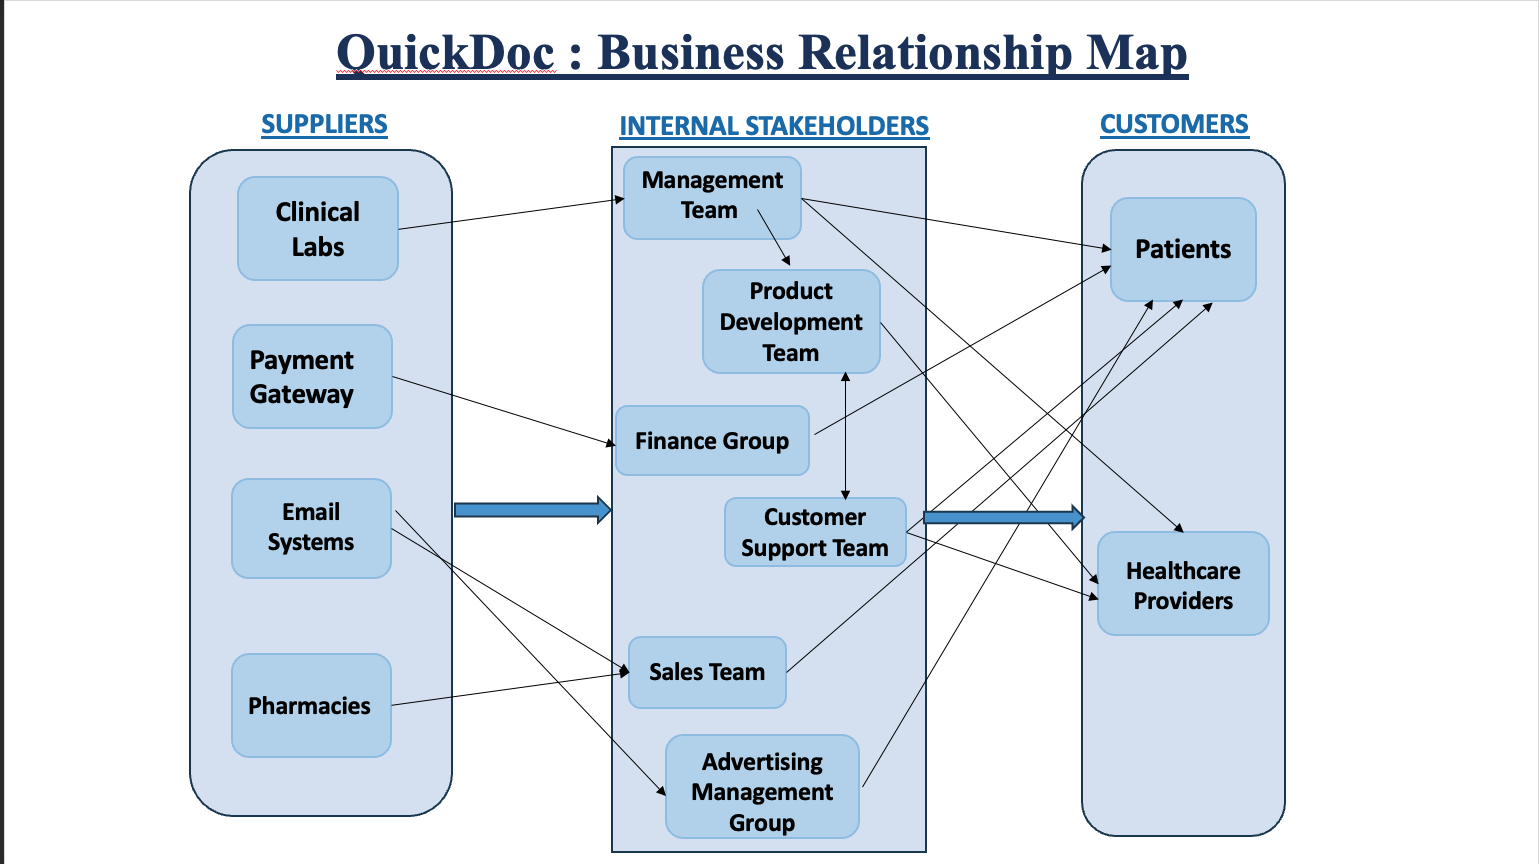 QuickDoc : Business Relationship Map
SUPPLIERS
Clinical
Labs
Payment
Gateway
Email
Systems
Pharmacies
INTERNAL STAKEHOLDERS
Management
Team
Product
Development
Team
Finance Group
Customer
Support Team
Sales Team
Advertising
Management
Group
CUSTOMERS
Patients
Healthcare
Providers